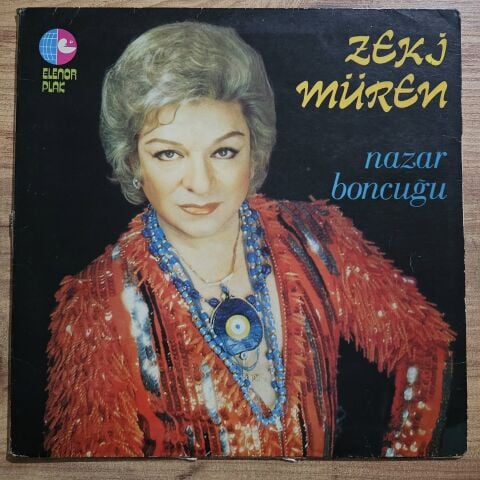 ELENOR
PLAK
ZEKİ
MÜREN
nazar
boncuğu